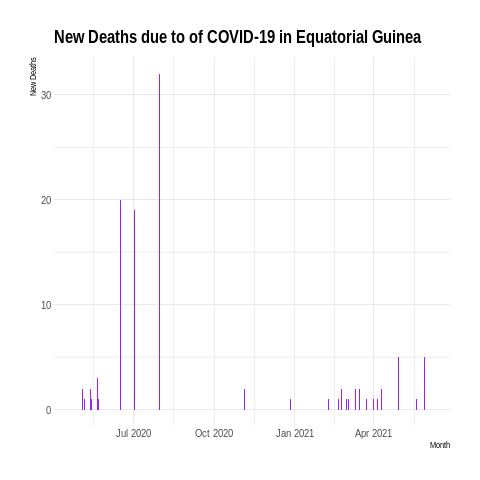 New Deaths due to of COVID-19 in Equatorial Guinea
New Deaths
30
20
10
0
Jul 2020 Oct 2020 Jan 2021 Apr 2021
Month